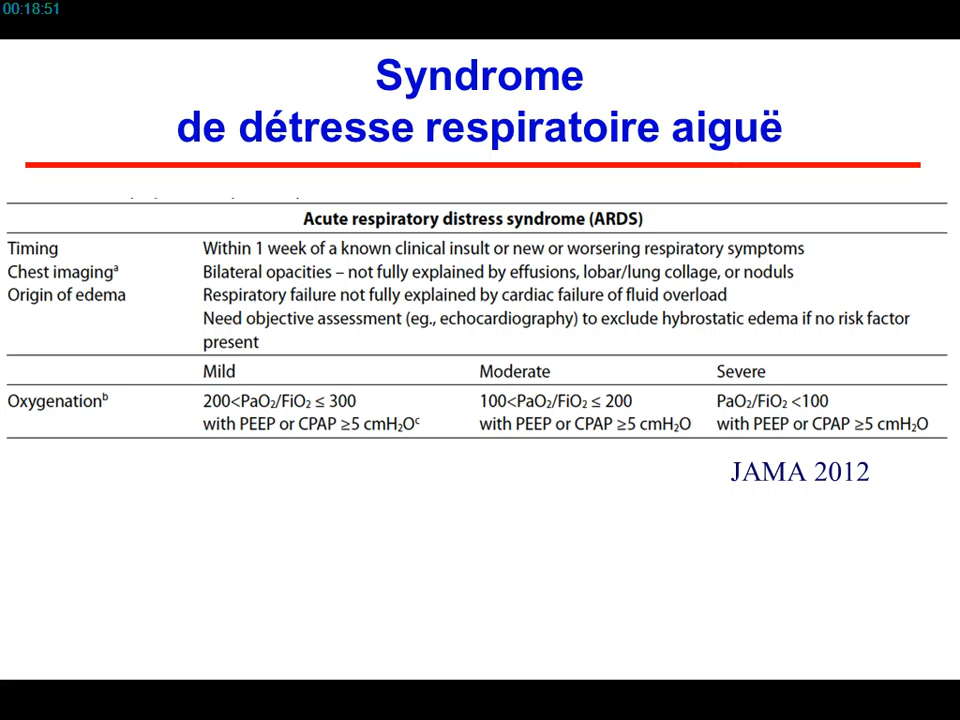 00:18:51
Syndrome
de détresse respiratoire aiguë
Acute respiratory distress syndrome (ARDS)
Timing Within 1 week of a known clinical insult or new or worsering respiratory symptoms
Chest imagingᵃ Bilateral opacities – not fully explained by effusions, lobar/lung collage, or noduls
Origin of edema Respiratory failure not fully explained by cardiac failure of fluid overload
Need objective assessment (eg., echocardiography) to exclude hybrostatic edema if no risk factor
present
Mild Moderate Severe
Oxygenationᵇ 200<PaO₂/FiO₂ ≤ 300 100<PaO₂/FiO₂ ≤ 200 PaO₂/FiO₂ <100
with PEEP or CPAP ≥5 cmH₂Oᶜ with PEEP or CPAP ≥5 cmH₂O with PEEP or CPAP ≥5 cmH₂O
JAMA 2012